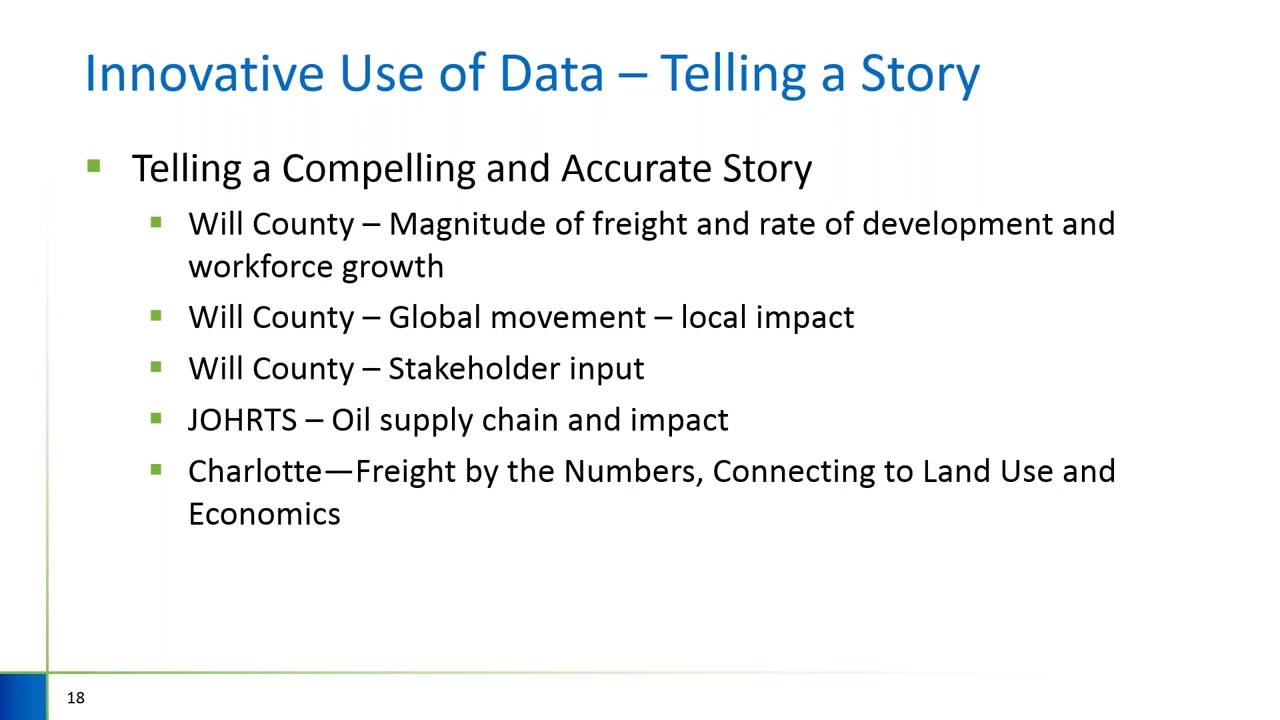 Innovative Use of Data – Telling a Story
Telling a Compelling and Accurate Story
Will County – Magnitude of freight and rate of development and
workforce growth
Will County – Global movement – local impact
Will County – Stakeholder input
JOHRTS – Oil supply chain and impact
Charlotte—Freight by the Numbers, Connecting to Land Use and
Economics
18